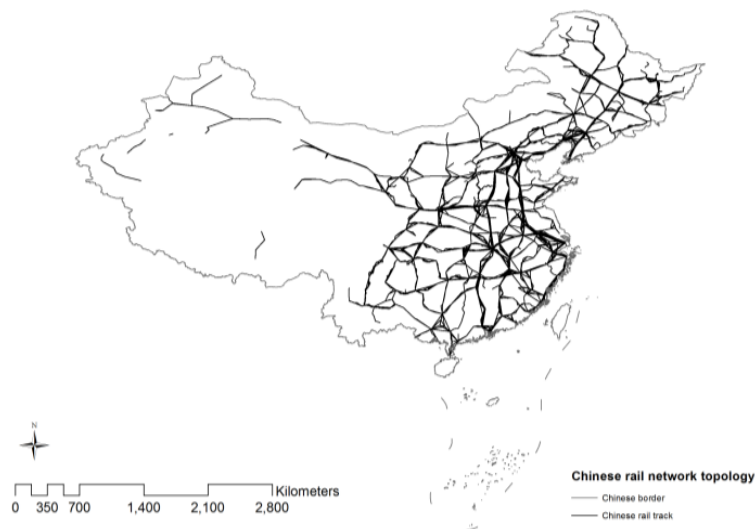 N
Kilometers
0 350 700 1,400 2,100 2,800
Chinese rail network topology
Chinese border
Chinese rail track